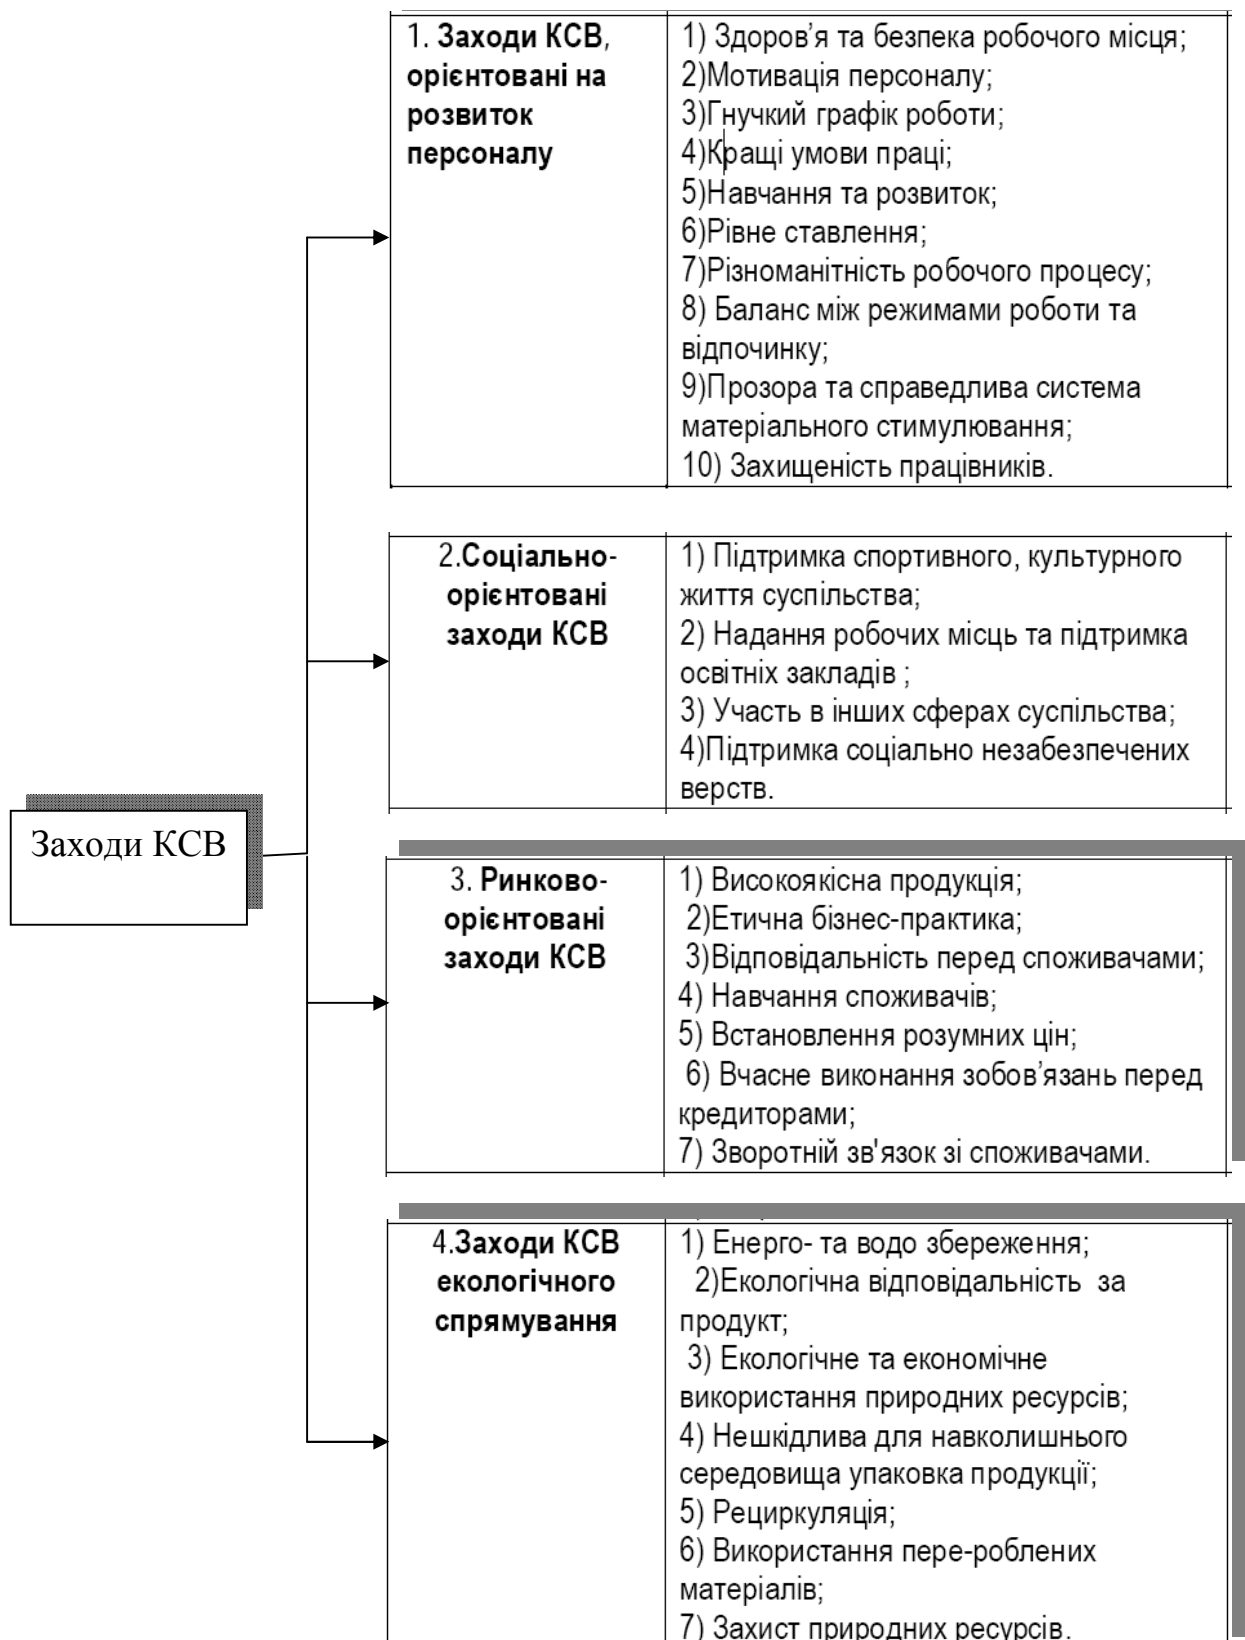 1. Заходи КСВ,
орієнтовані на
розвиток
персоналу
1) Здоров’я та безпека робочого місця;
2)Мотивація персоналу;
3)Гнучкий графік роботи;
4)Кращі умови праці;
5)Навчання та розвиток;
6)Рівне ставлення;
7)Різноманітність робочого процесу;
8) Баланс між режимами роботи та
відпочинку;
9)Прозора та справедлива система
матеріального стимулювання;
10) Захищеність працівників.
2.Соціально-
орієнтовані
заходи КСВ
1) Підтримка спортивного, культурного
життя суспільства;
2) Надання робочих місць та підтримка
освітніх закладів ;
3) Участь в інших сферах суспільства;
4)Підтримка соціально незабезпечених
верств.
Заходи КСВ
3. Ринково-
орієнтовані
заходи КСВ
1) Високоякісна продукція;
2)Етична бізнес-практика;
3)Відповідальність перед споживачами;
4) Навчання споживачів;
5) Встановлення розумних цін;
6) Вчасне виконання зобов’язань перед
кредиторами;
7) Зворотній зв'язок зі споживачами.
4.Заходи КСВ
екологічного
спрямування
1) Енерго- та водо збереження;
2)Екологічна відповідальність за
продукт;
3) Екологічне та економічне
використання природних ресурсів;
4) Нешкідлива для навколишнього
середовища упаковка продукції;
5) Рециркуляція;
6) Використання пере-роблених
матеріалів;
7) Захист природних ресурсів.